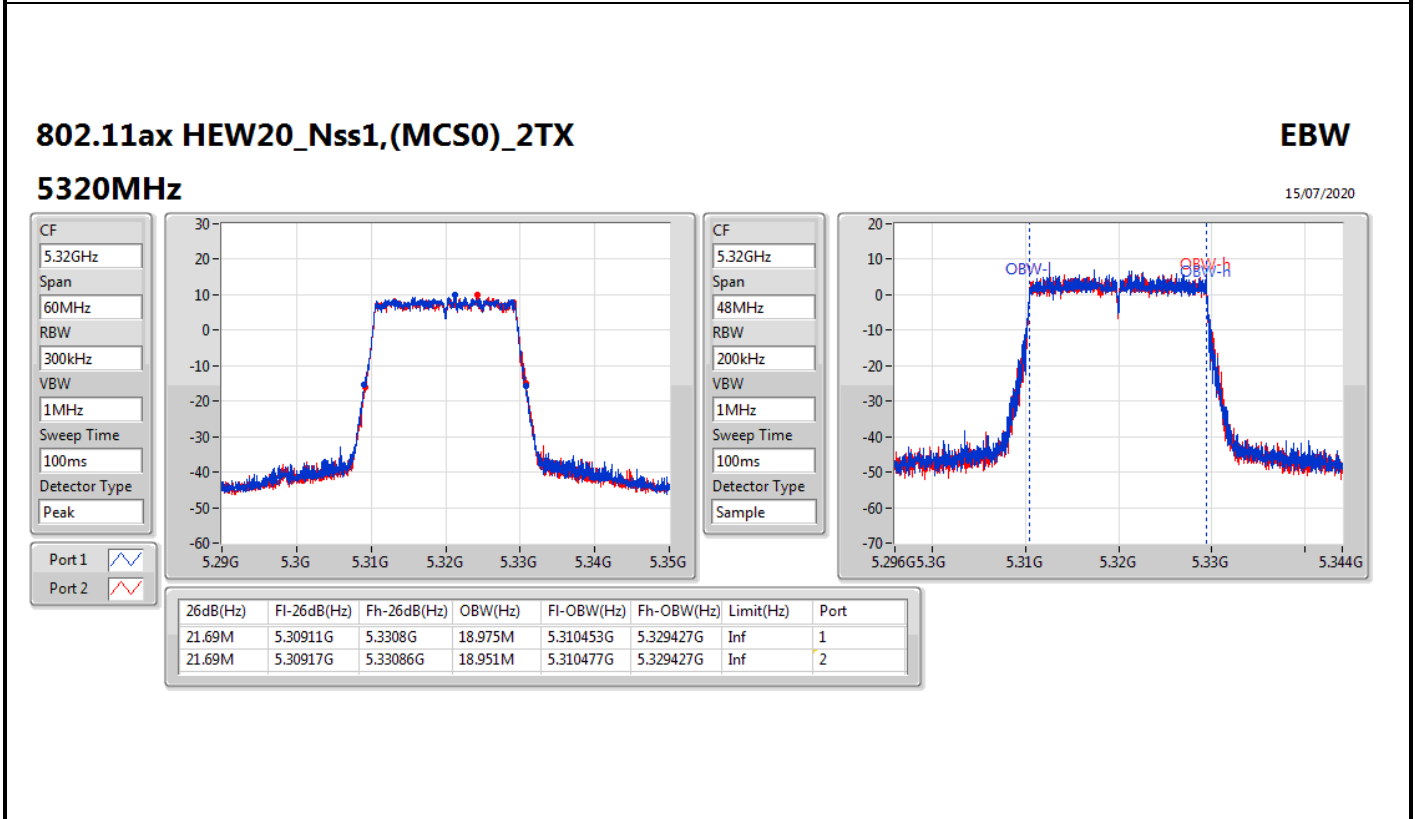 802.11ax HEW20_Nss1,(MCS0)_2TX EBW
5320MHz 15/07/2020
CF
5.32GHz
Span
60MHz
RBW
300kHz
VBW
1MHz
Sweep Time
100ms
Detector Type
Peak
Port 1
Port 2
30
20
10
0
-10
-20
-30
-40
-50
-60
5.29G 5.3G 5.31G 5.32G 5.33G 5.34G 5.35G
CF
5.32GHz
Span
48MHz
RBW
200kHz
VBW
1MHz
Sweep Time
100ms
Detector Type
Sample
20
10
0
-10
-20
-30
-40
-50
-60
-70
OBW-l OBW-h
OBW-h
5.296G 5.3G 5.31G 5.32G 5.33G 5.344G
26dB(Hz) Fl-26dB(Hz) Fh-26dB(Hz) OBW(Hz) Fl-OBW(Hz) Fh-OBW(Hz) Limit(Hz) Port
21.69M 5.30911G 5.3308G 18.975M 5.310453G 5.329427G Inf 1
21.69M 5.30917G 5.33086G 18.951M 5.310477G 5.329427G Inf 2